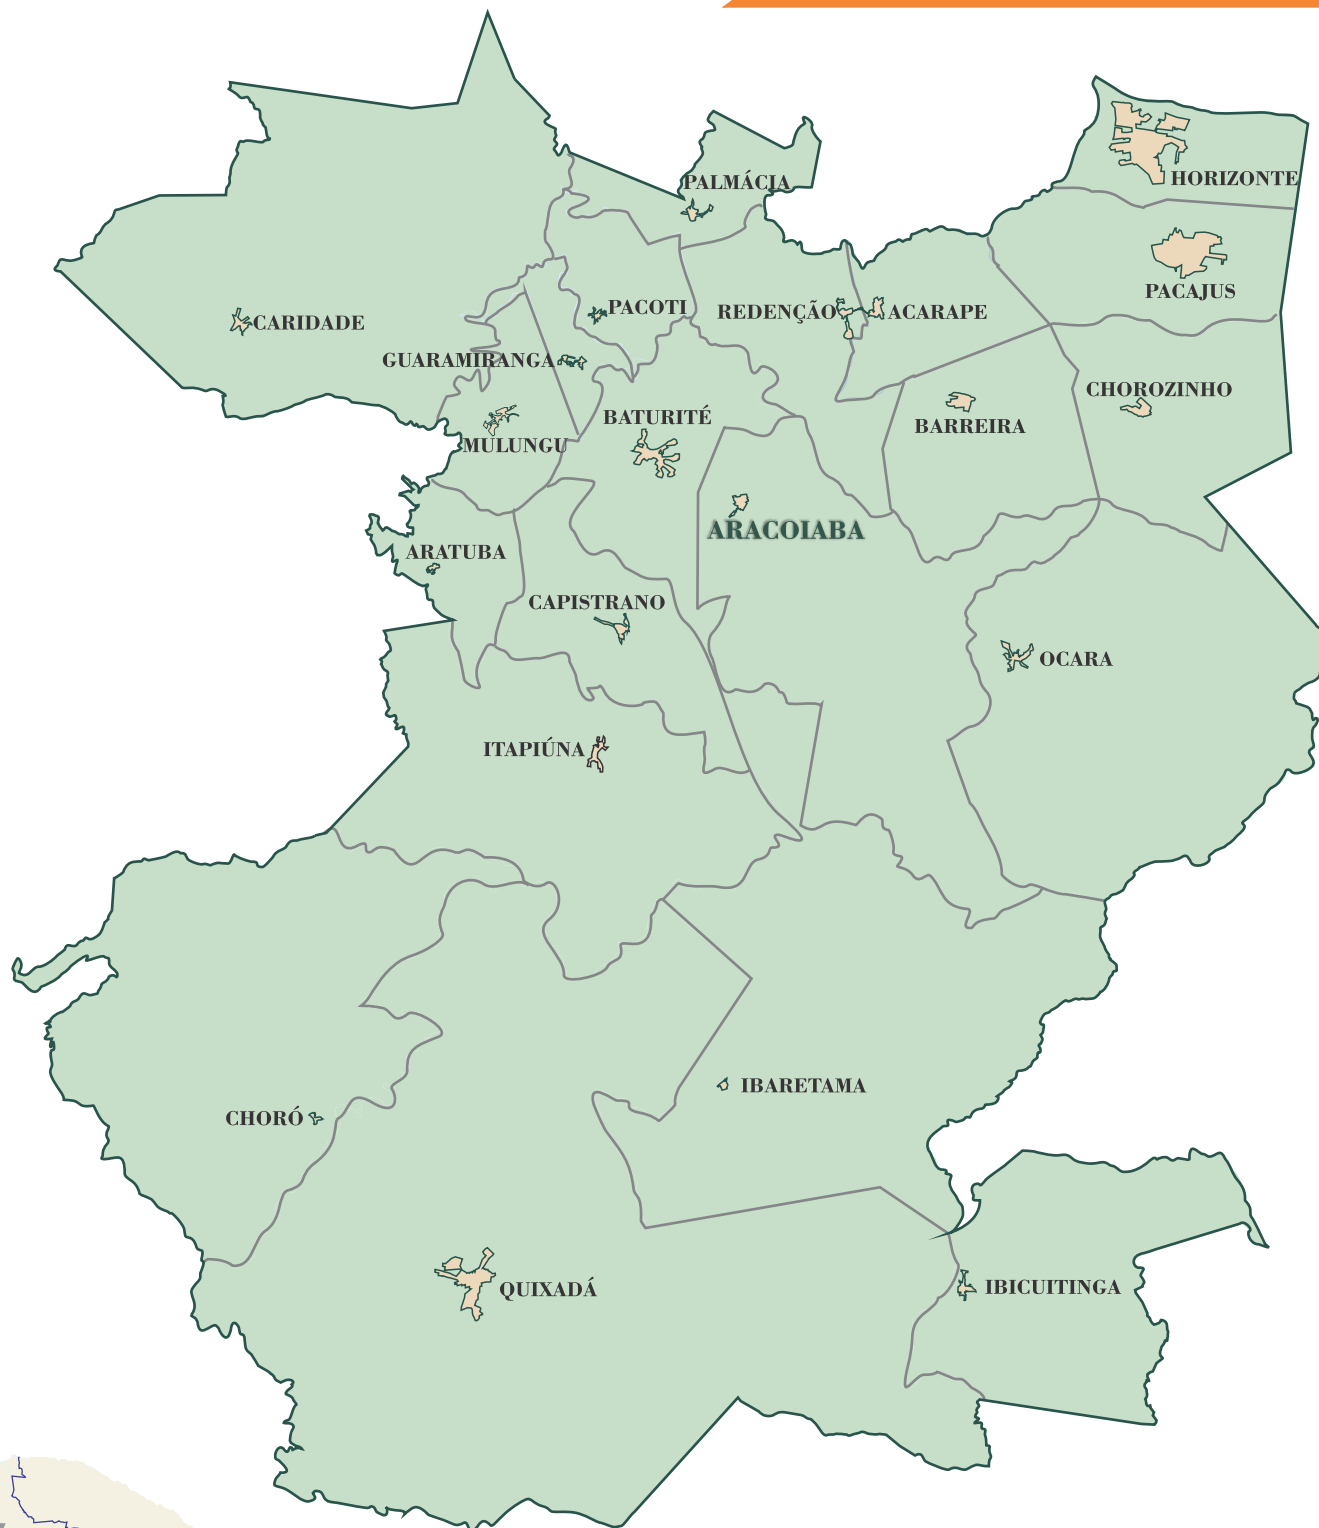 HORIZONTE
PALMÁCIA
PACAJUS
PACOTI
REDENÇÃO
ACARAPE
CARIDADE
GUARAMIRANGA
CHOROZINHO
BATURITÉ
BARREIRA
MULUNGU
ARACOIABA
ARATUBA
CAPISTRANO
OCARA
ITAPIÚNA
IBARETAMA
CHORÓ
QUIXADÁ
IBICUITINGA